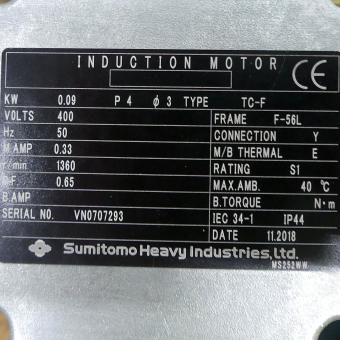 INDUCTION MOTOR
CE
KW 0.09 P 4 φ 3 TYPE TC-F
VOLTS 400 FRAME F-56L
Hz 50 CONNECTION Y
M.AMP 0.33 M/B THERMAL E
r/min 1360 RATING S1
P.F. 0.65 MAX.AMB. 40 ℃
B.AMP B.TORQUE N·m
SERIAL NO. VN0707293 IEC 34-1 IP44
DATE 11.2018
Sumitomo Heavy Industries, Ltd.
MS252WW